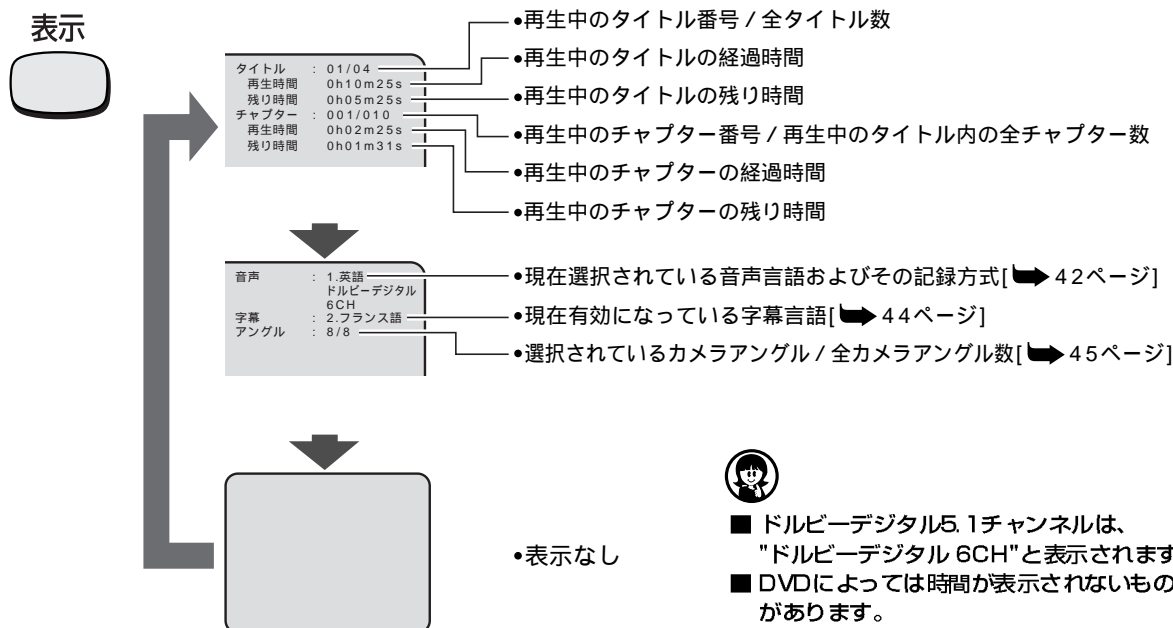 表示
タイトル : 01/04
再生時間 0h10m25s
残り時間 0h05m25s
チャプター : 001/010
再生時間 0h02m25s
残り時間 0h01m31s
•再生中のタイトル番号 / 全タイトル数
•再生中のタイトルの経過時間
•再生中のタイトルの残り時間
•再生中のチャプター番号 / 再生中のタイトル内の全チャプター数
•再生中のチャプターの経過時間
•再生中のチャプターの残り時間
音声 : 1.英語
ドルビーデジタル
6CH
字幕 : 2.フランス語
アングル : 8/8
•現在選択されている音声言語およびその記録方式[➡ 42ページ]
•現在有効になっている字幕言語[➡ 44ページ]
•選択されているカメラアングル / 全カメラアングル数[➡ 45ページ]
•表示なし
■ ドルビーデジタル5.1チャンネルは、
"ドルビーデジタル 6CH"と表示されます
■ DVDによっては時間が表示されないもの
があります。